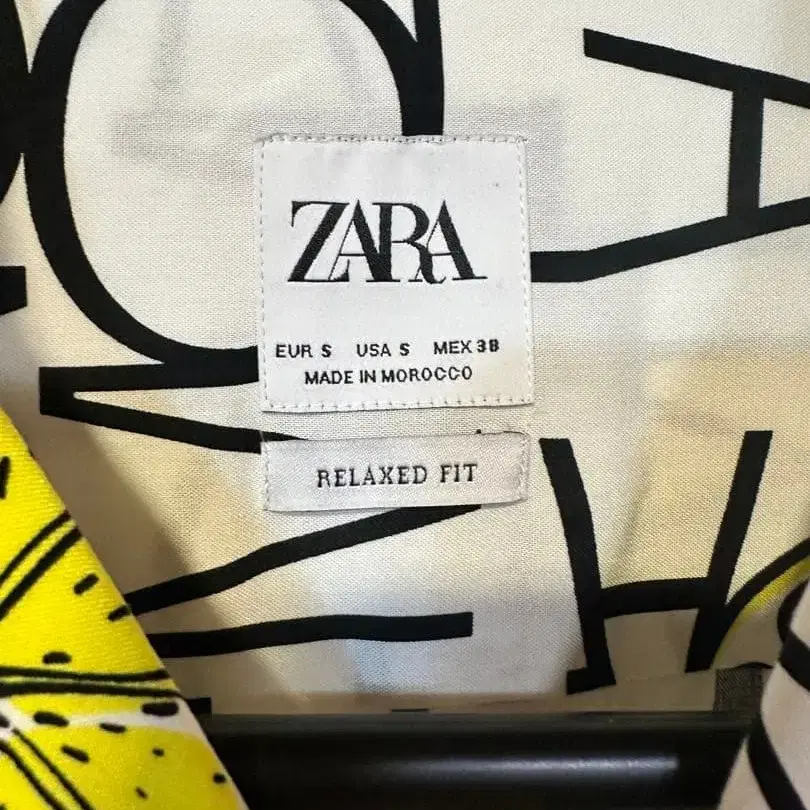 ZARA
EUR S USA S MEX 38
MADE IN MOROCCO
RELAXED FIT